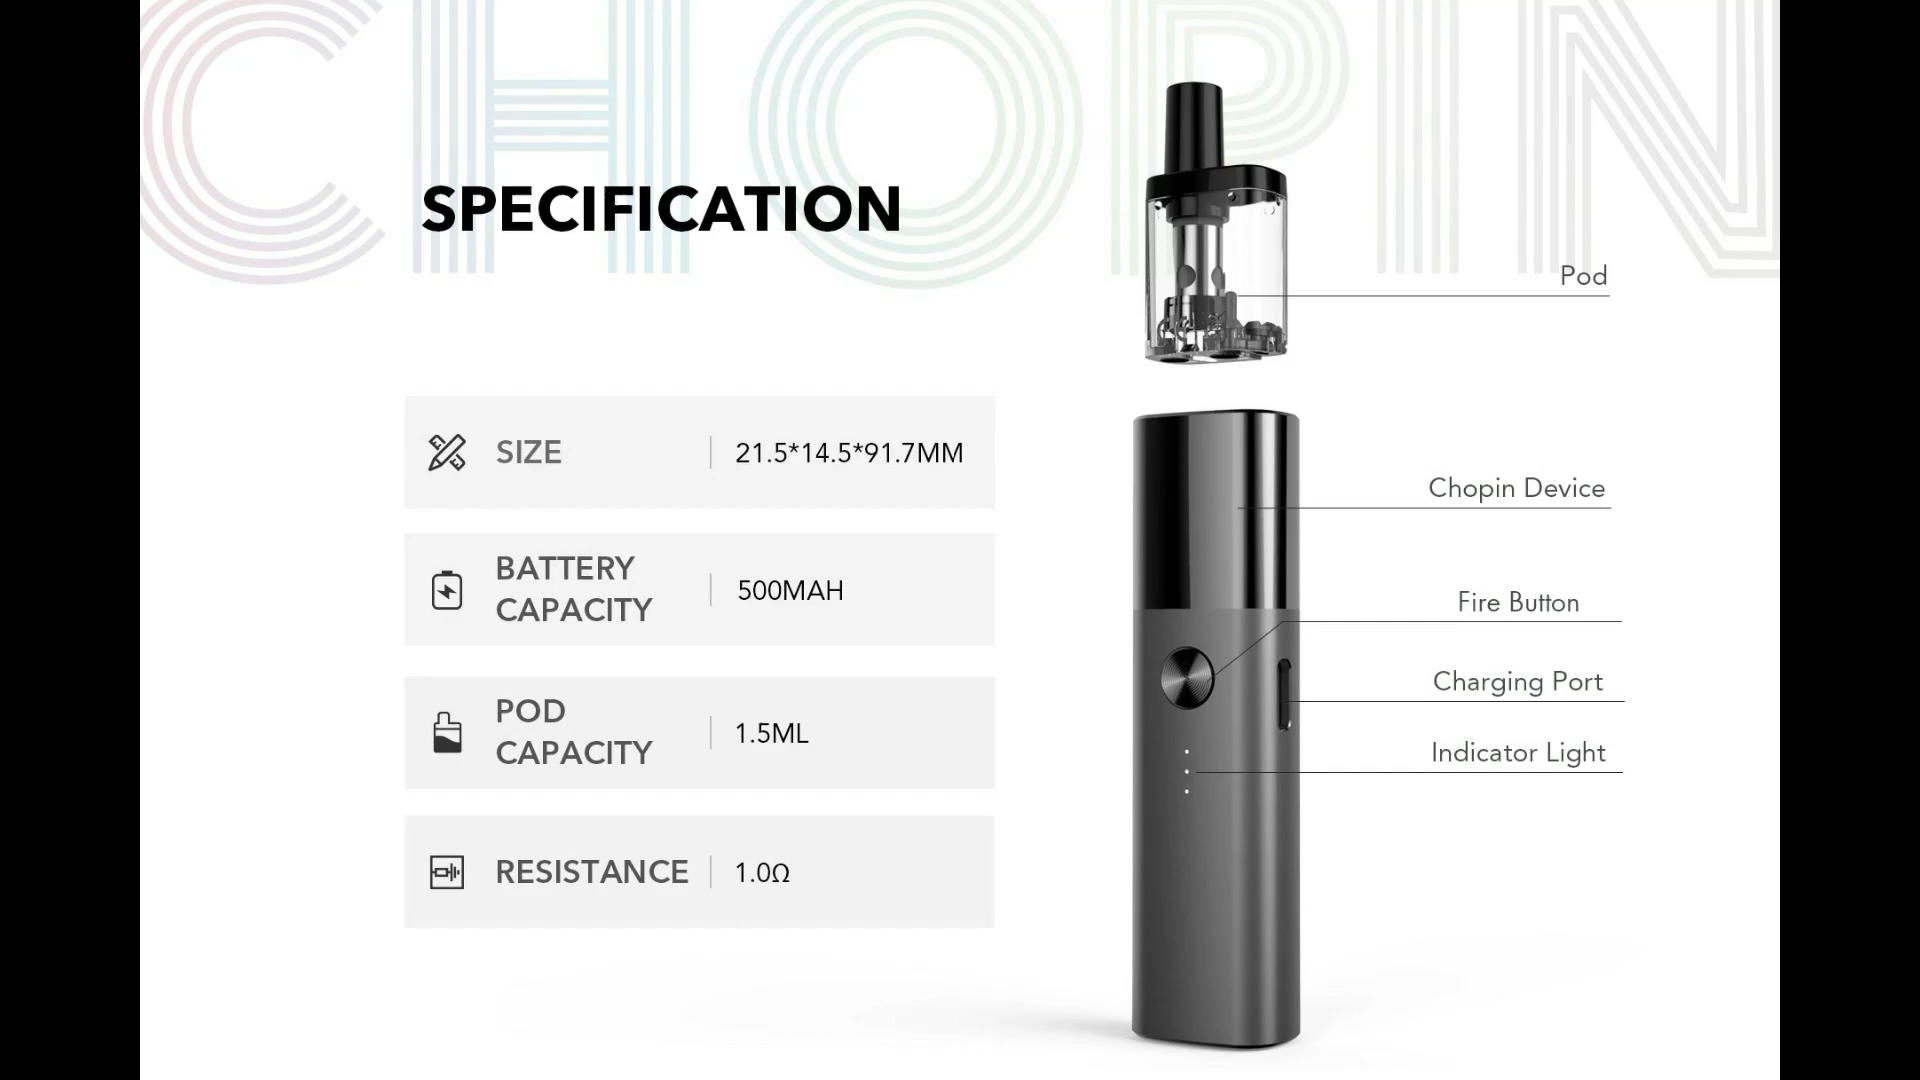 CHOPIN
SPECIFICATION
Pod
SIZE
21.5*14.5*91.7MM
Chopin Device
BATTERY
CAPACITY
500MAH
Fire Button
Charging Port
POD
CAPACITY
1.5ML
Indicator Light
RESISTANCE
1.0Ω